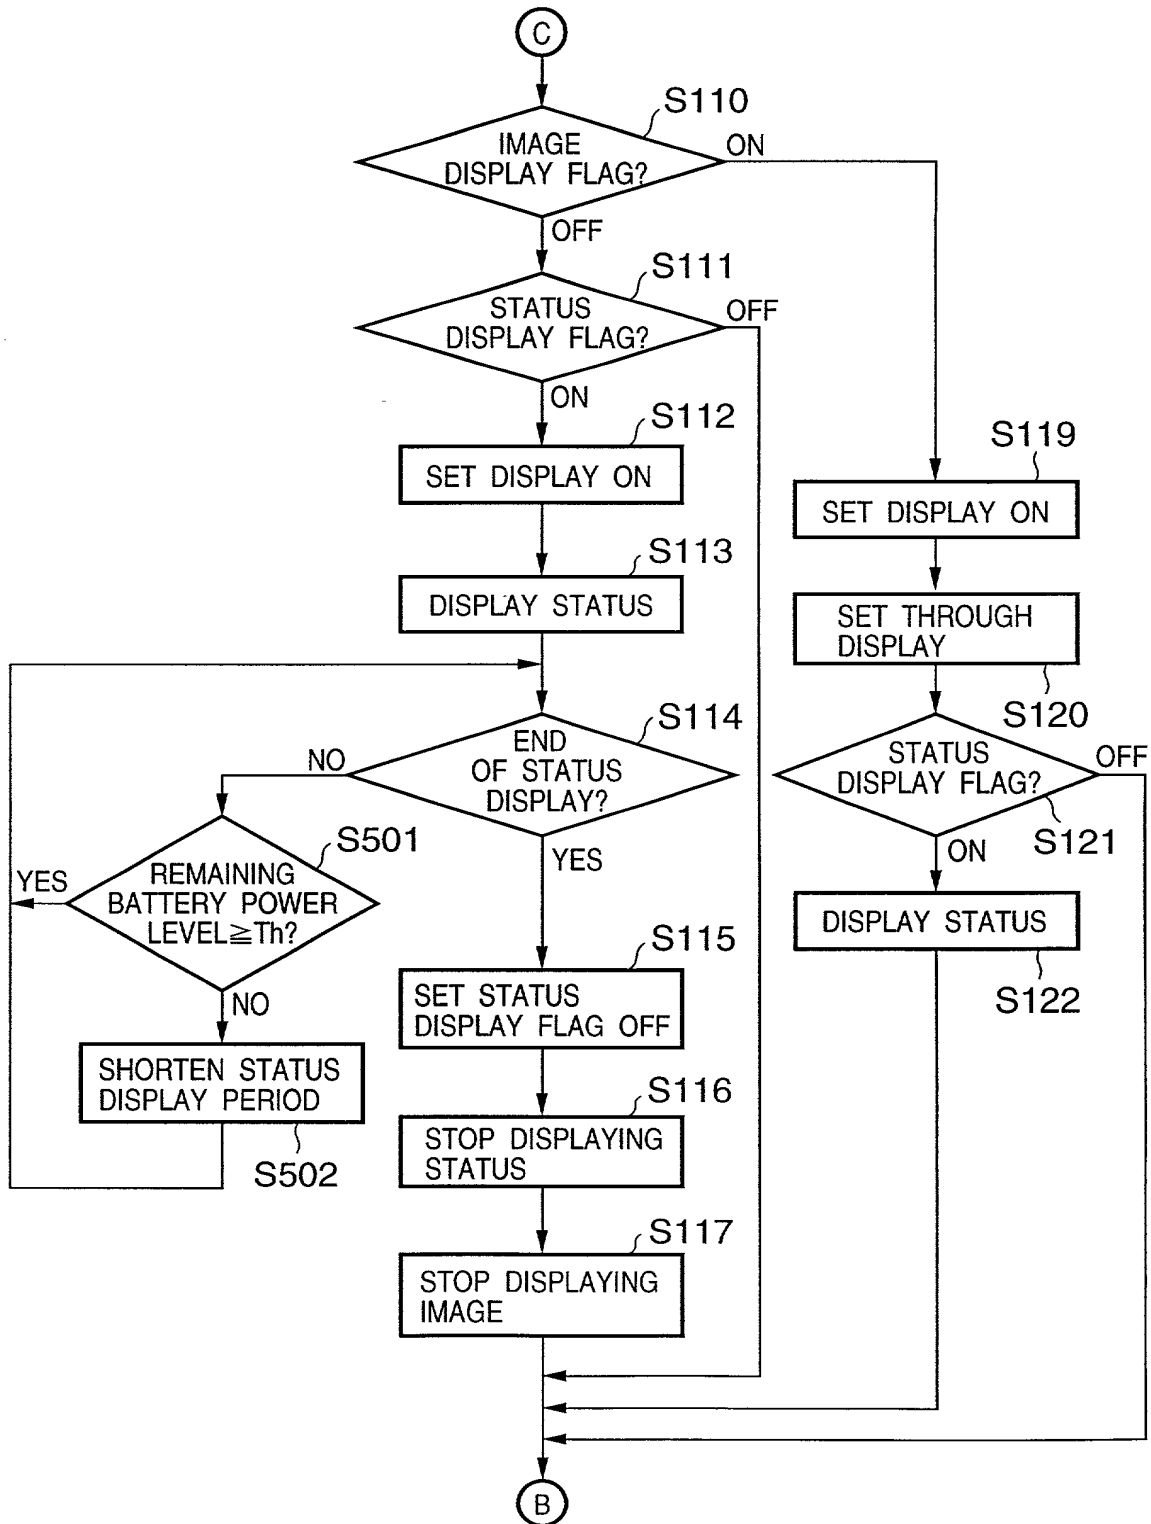 C
S110
IMAGE
DISPLAY FLAG?
ON
OFF
S111
STATUS
DISPLAY FLAG?
OFF
ON
S112
SET DISPLAY ON
S119
SET DISPLAY ON
S113
DISPLAY STATUS
SET THROUGH
DISPLAY
S120
S114
END
OF STATUS
DISPLAY?
NO
YES
STATUS
DISPLAY FLAG?
OFF
S121
ON
S501
REMAINING
BATTERY POWER
LEVEL≧Th?
YES
NO
DISPLAY STATUS
S122
S115
SET STATUS
DISPLAY FLAG OFF
SHORTEN STATUS
DISPLAY PERIOD
S502
S116
STOP DISPLAYING
STATUS
S117
STOP DISPLAYING
IMAGE
B